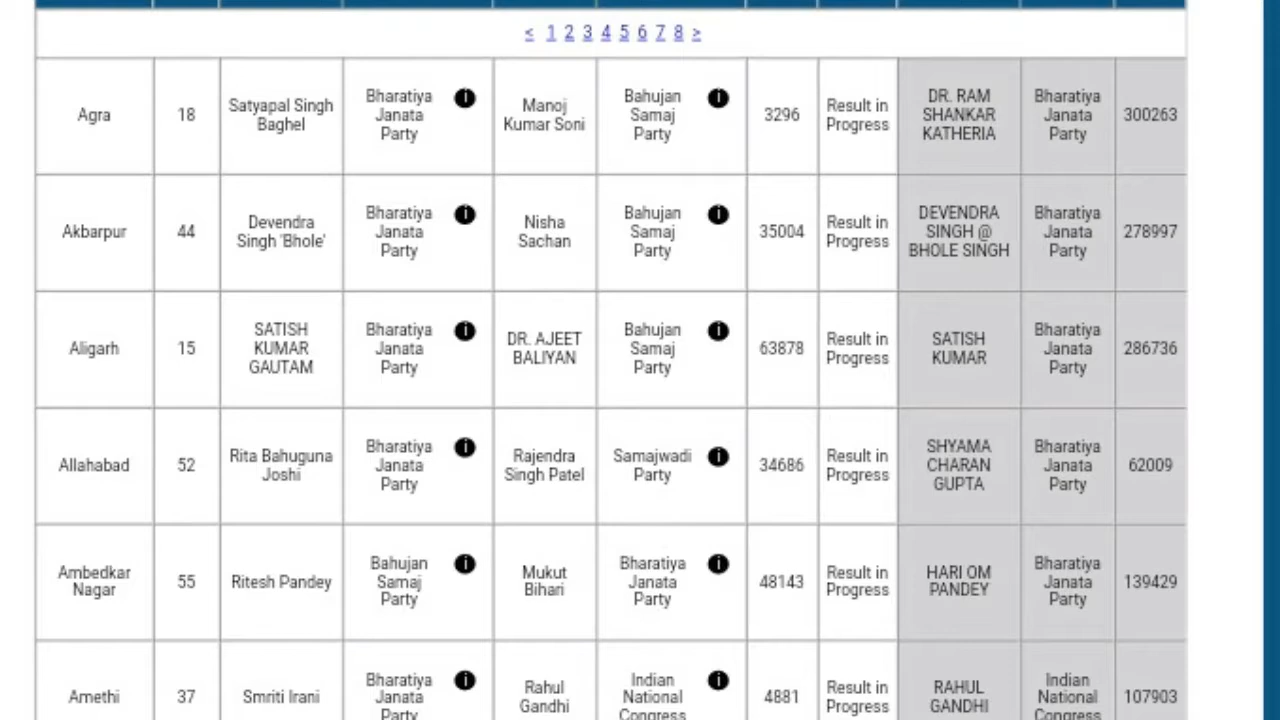 < 1 2 3 4 5 6 7 8 >
Agra 18 Satyapal Singh Baghel Bharatiya Janata Party i Manoj Kumar Soni Bahujan Samaj Party i 3296 Result in Progress DR. RAM SHANKAR KATHERIA Bharatiya Janata Party 300263
Akbarpur 44 Devendra Singh 'Bhole' Bharatiya Janata Party i Nisha Sachan Bahujan Samaj Party i 35004 Result in Progress DEVENDRA SINGH @ BHOLE SINGH Bharatiya Janata Party 278997
Aligarh 15 SATISH KUMAR GAUTAM Bharatiya Janata Party i DR. AJEET BALIYAN Bahujan Samaj Party i 63878 Result in Progress SATISH KUMAR Bharatiya Janata Party 286736
Allahabad 52 Rita Bahuguna Joshi Bharatiya Janata Party i Rajendra Singh Patel Samajwadi Party i 34686 Result in Progress SHYAMA CHARAN GUPTA Bharatiya Janata Party 62009
Ambedkar Nagar 55 Ritesh Pandey Bahujan Samaj Party i Mukut Bihari Bharatiya Janata Party i 48143 Result in Progress HARI OM PANDEY Bharatiya Janata Party 139429
Amethi 37 Smriti Irani Bharatiya Janata Party i Rahul Gandhi Indian National Congress i 4881 Result in Progress RAHUL GANDHI Indian National Congress 107903